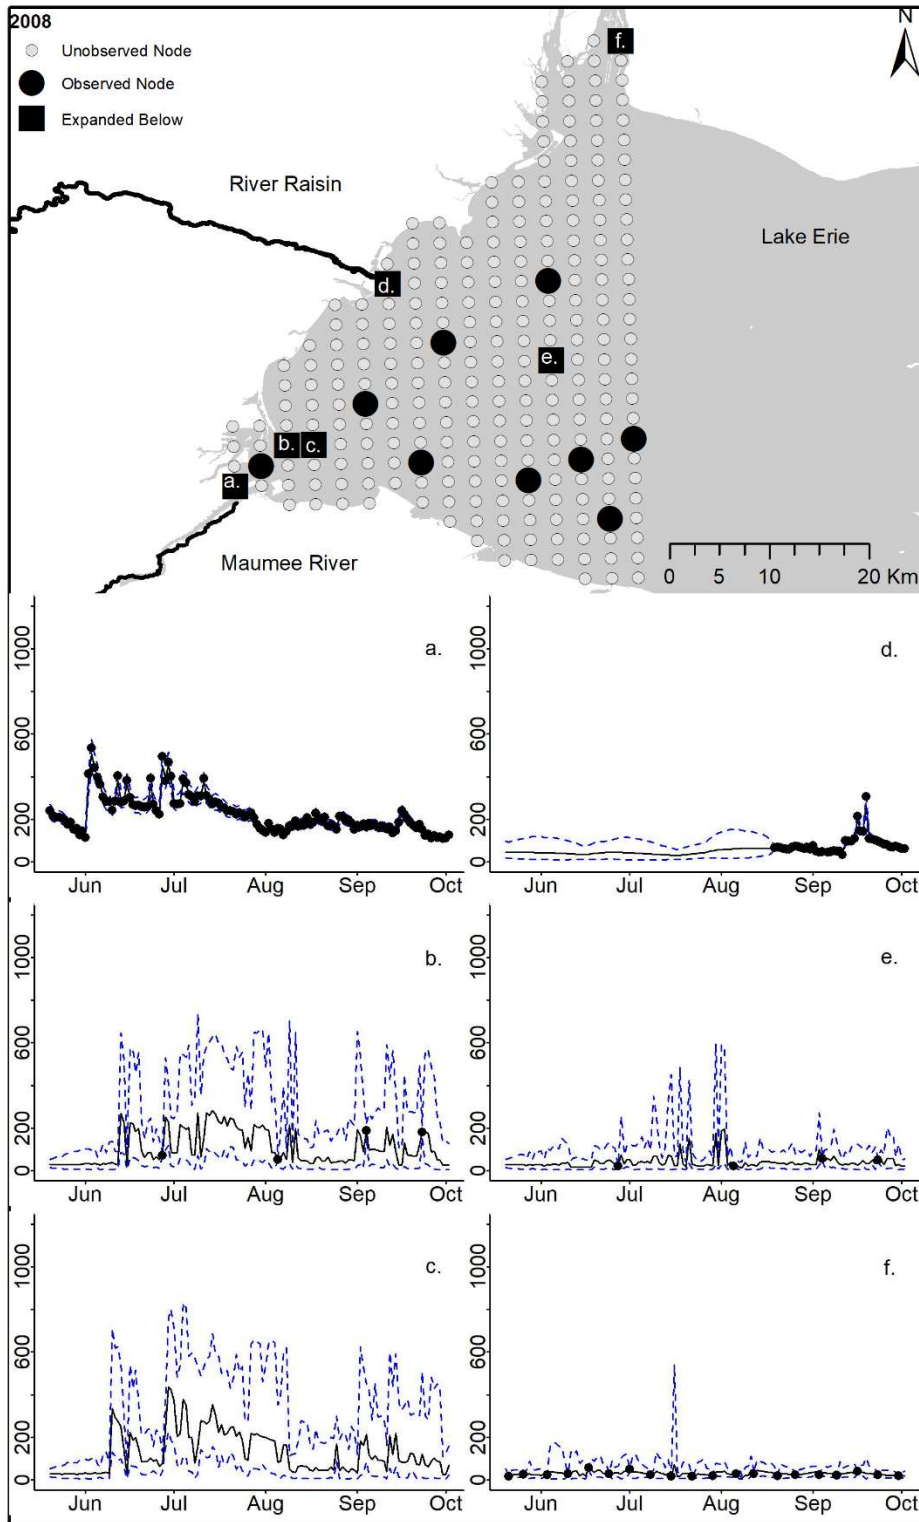 2008
N
Unobserved Node
Observed Node
Expanded Below
f.
River Raisin
Lake Erie
d.
e.
b. c.
a.
Maumee River
0 5 10 20 Km
a.
0 200 600 1000
Jun Jul Aug Sep Oct
d.
0 200 600 1000
Jun Jul Aug Sep Oct
b.
0 200 600 1000
Jun Jul Aug Sep Oct
e.
0 200 600 1000
Jun Jul Aug Sep Oct
c.
0 200 600 1000
Jun Jul Aug Sep Oct
f.
0 200 600 1000
Jun Jul Aug Sep Oct